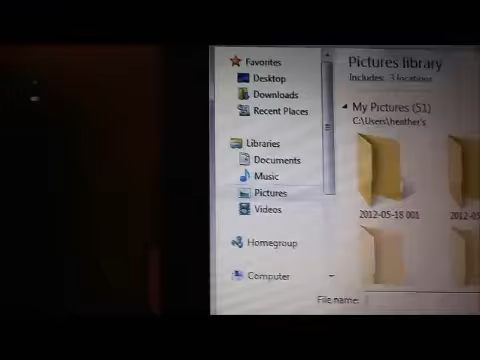 Favorites
Desktop
Downloads
Recent Places
Libraries
Documents
Music
Pictures
Videos
Homegroup
Computer
Pictures library
Includes: 3 locations
My Pictures (51)
C:\Users\heather's
2012-05-18 001
2012-05
File name: